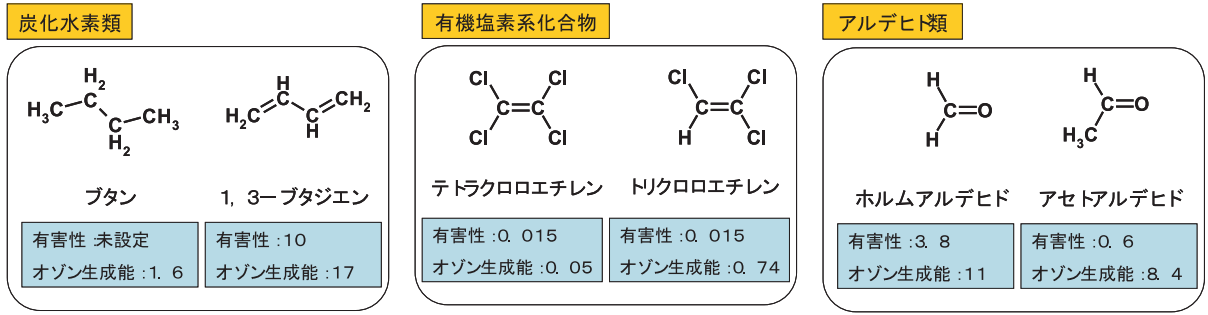 炭化水素類
H2
H3C C
C CH3
H2
H
H2C C
C CH2
H
ブタン
1, 3ーブタジエン
有害性:未設定
オゾン生成能:1. 6
有害性:10
オゾン生成能:17
有機塩素系化合物
Cl Cl
C=C
Cl Cl
Cl Cl
C=C
H Cl
テトラクロロエチレン
トリクロロエチレン
有害性:0. 015
オゾン生成能:0. 05
有害性:0. 015
オゾン生成能:0. 74
アルデヒド類
H
C=O
H
H
C=O
H3C
ホルムアルデヒド
アセトアルデヒド
有害性:3. 8
オゾン生成能:11
有害性:0. 6
オゾン生成能:8. 4